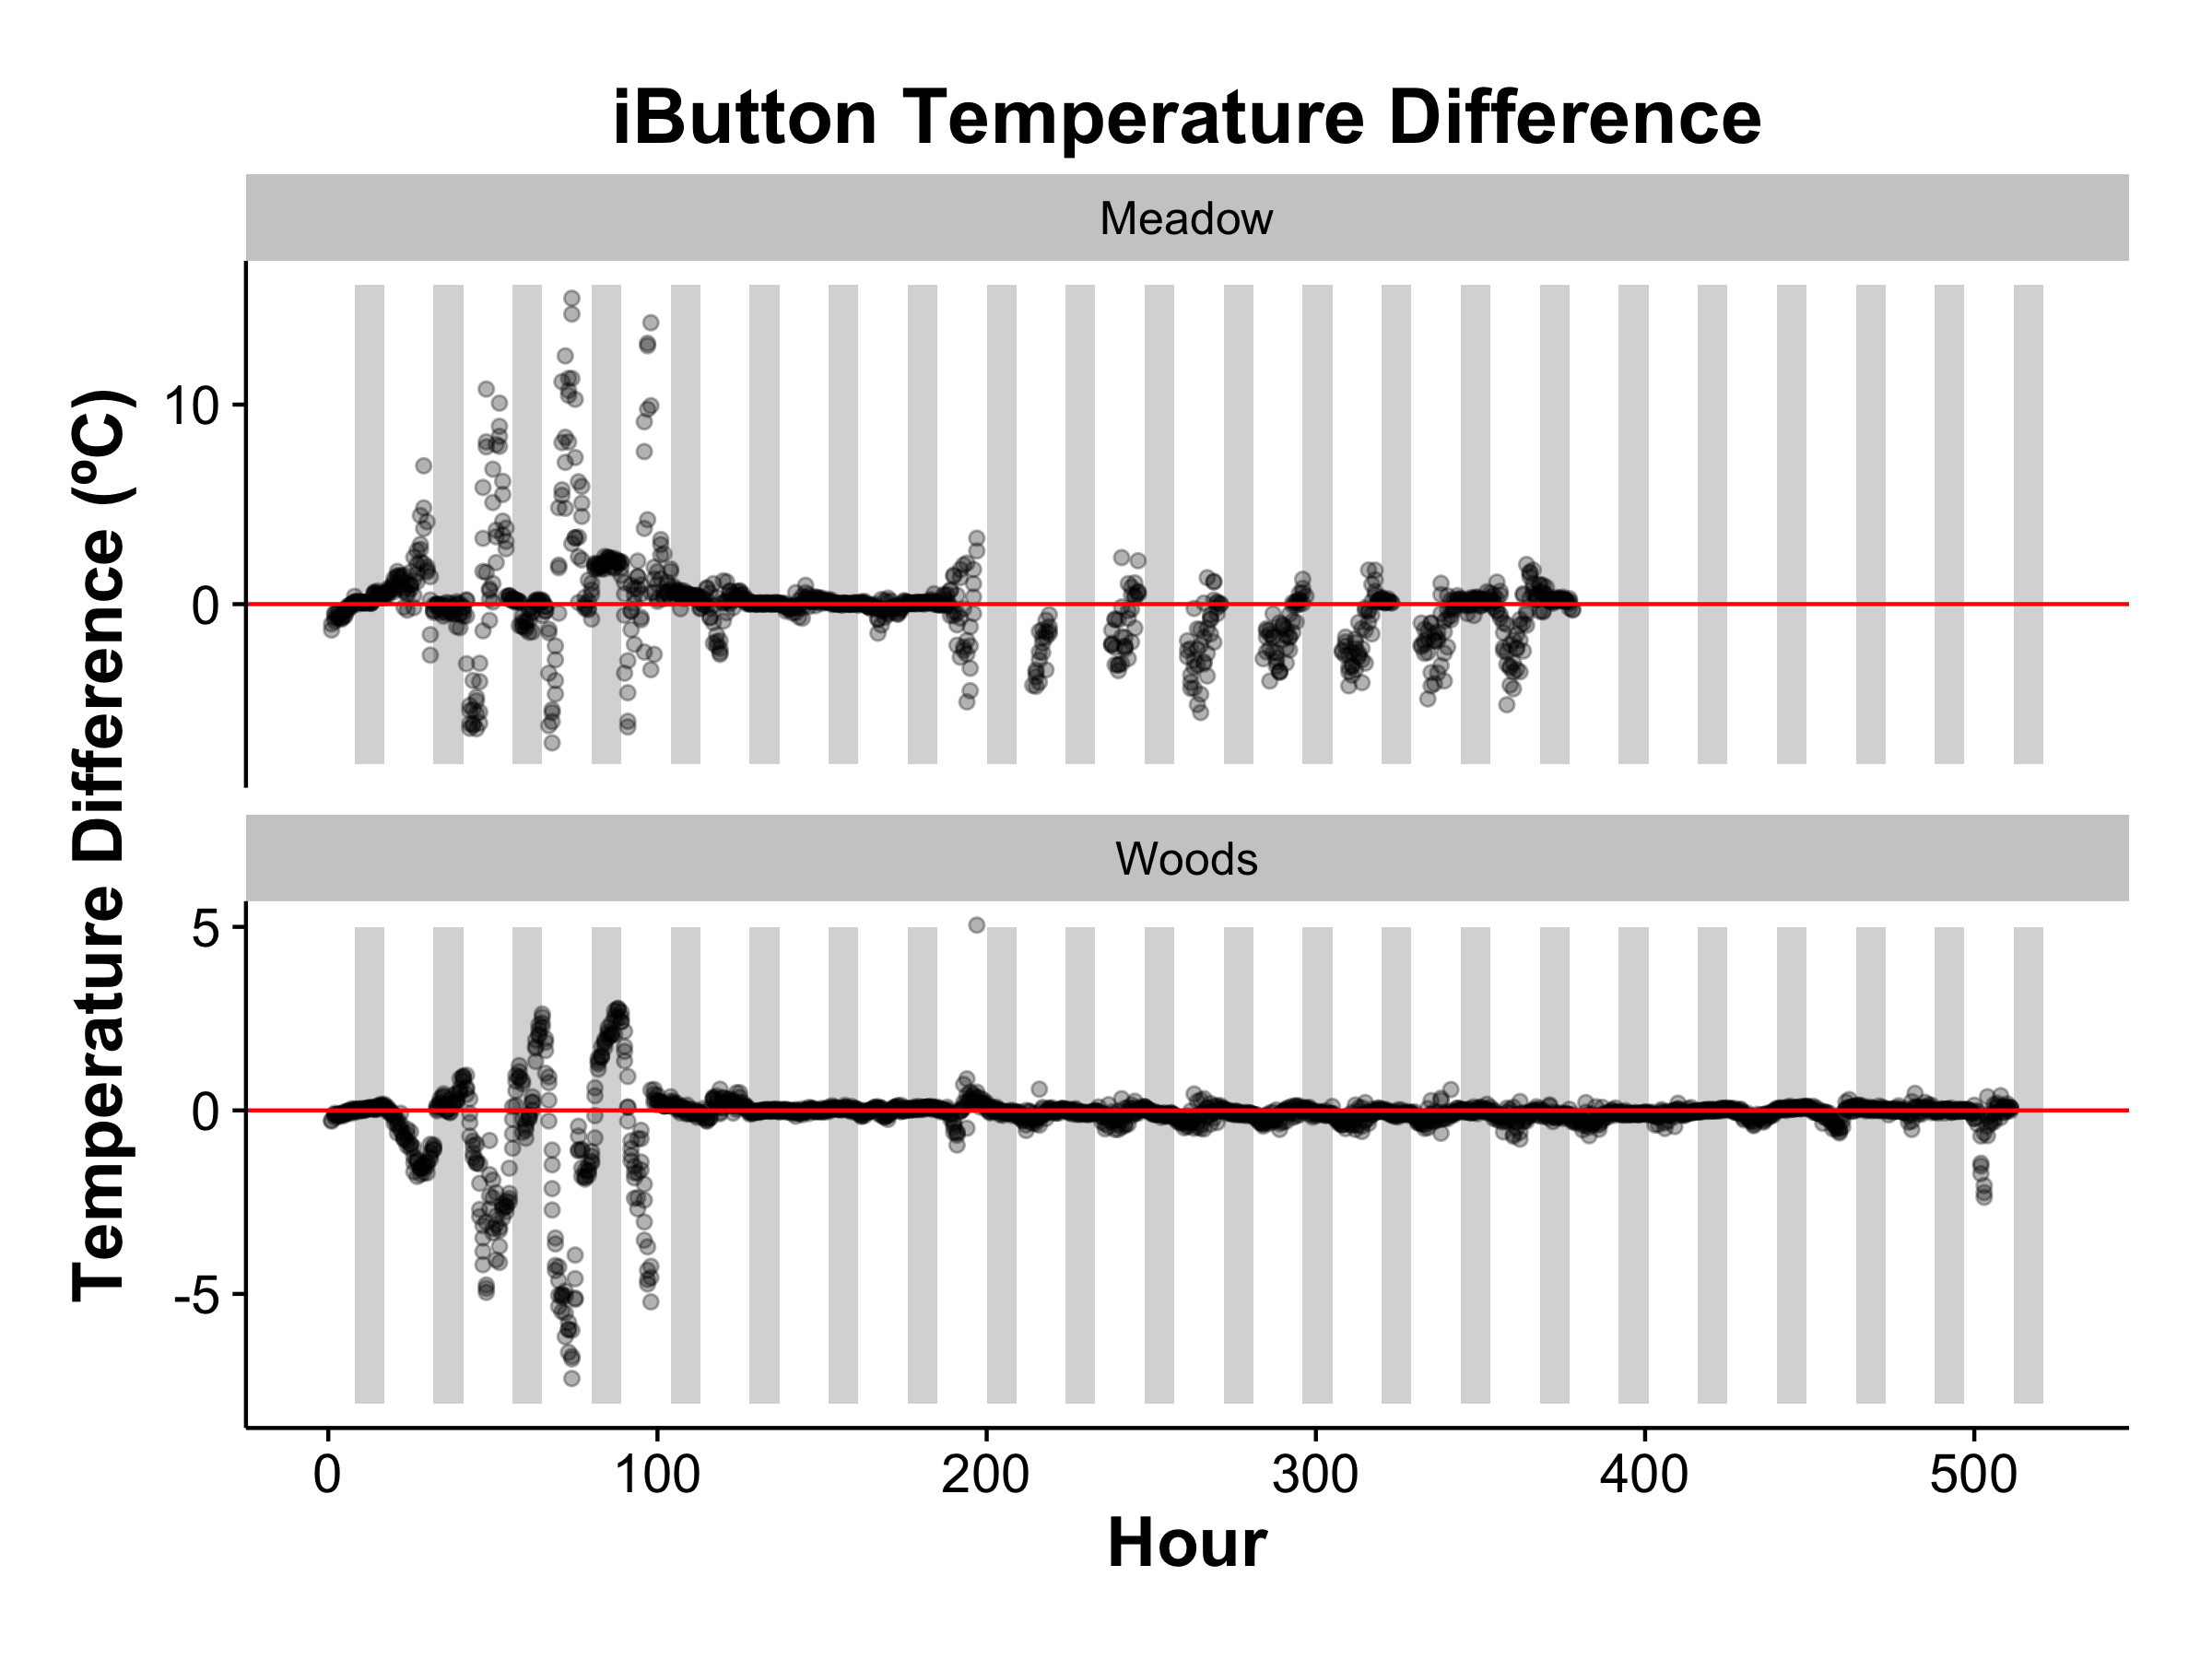 iButton Temperature Difference
Meadow
10
0
Woods
5
0
-5
Temperature Difference (ºC)
0 100 200 300 400 500
Hour